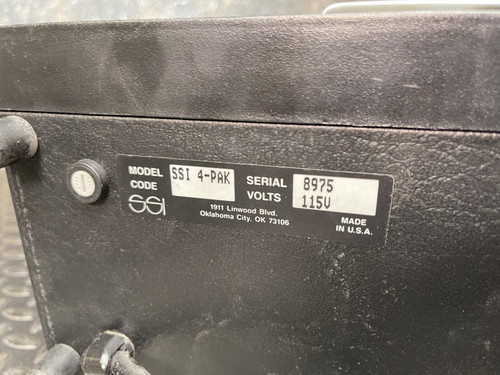 MODEL SSI 4-PAK SERIAL 8975
CODE VOLTS 115V
SSI
1911 Linwood Blvd.
Oklahoma City, OK 73106
MADE
IN U.S.A.